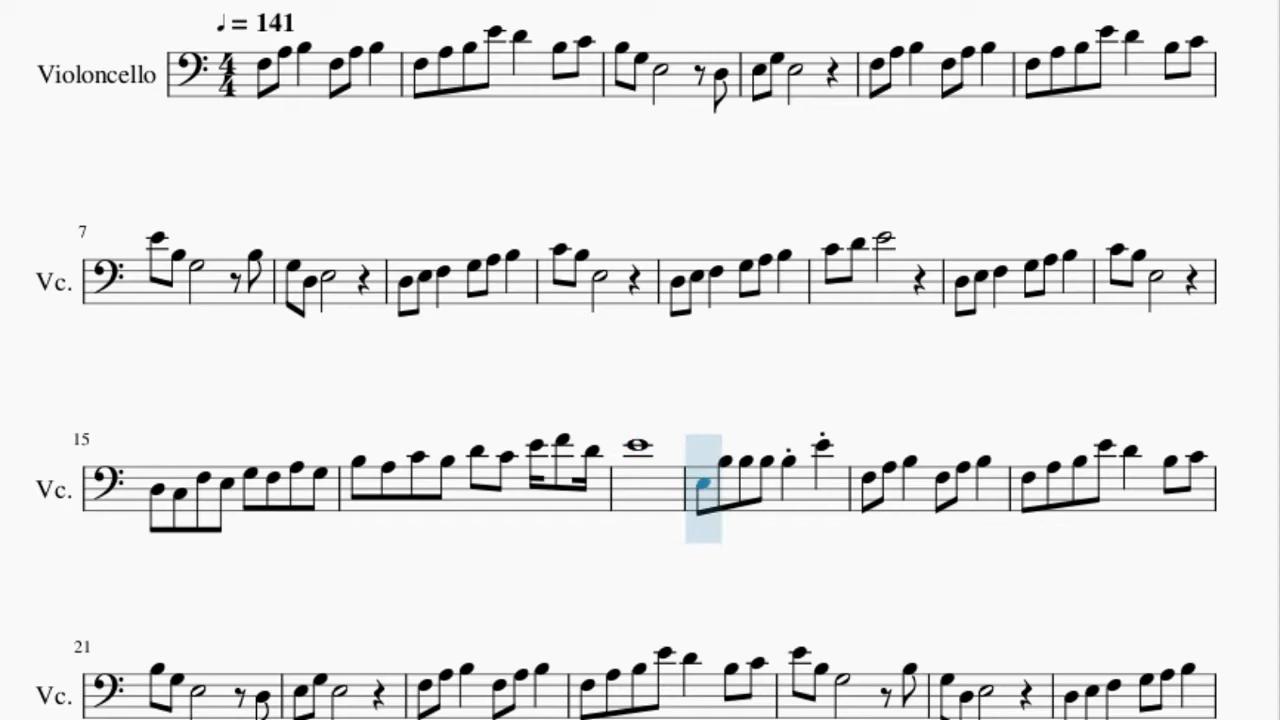 ♩ = 141
Violoncello
4
4
7
Vc.
15
Vc.
21
Vc.